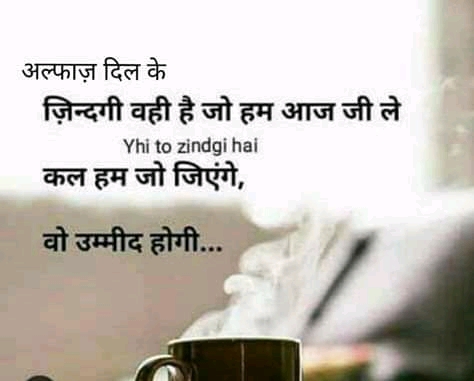 अल्फाज़ दिल के
ज़िन्दगी वही है जो हम आज जी ले
Yhi to zindgi hai
कल हम जो जिएंगे,
वो उम्मीद होगी...